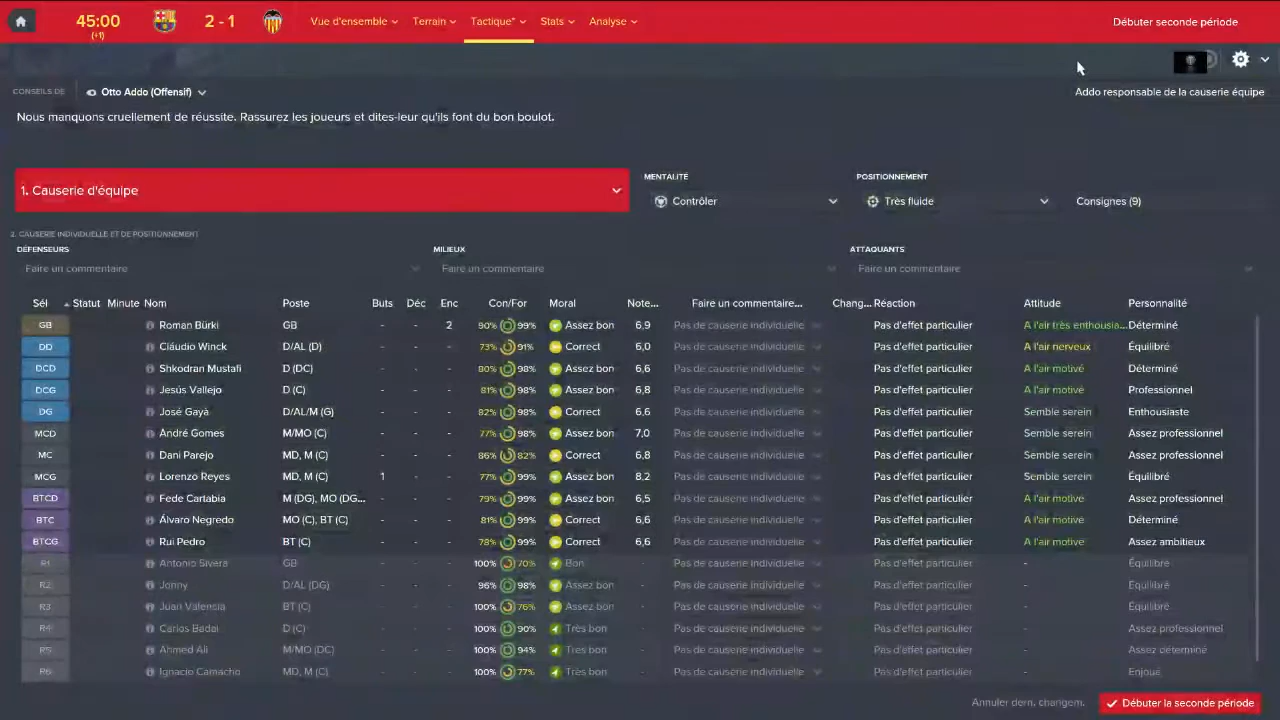 45:00 2 - 1 Vue d'ensemble Terrain Tactique* Stats Analyse Débuter seconde période
(+1)
CONSEILS DE Otto Addo (Offensif) Addo responsable de la causerie équipe
Nous manquons cruellement de réussite. Rassurez les joueurs et dites-leur qu'ils font du bon boulot.
MENTALITÉ POSITIONNEMENT
1. Causerie d'équipe Contrôler Très fluide Consignes (9)
2. CAUSERIE INDIVIDUELLE ET DE POSITIONNEMENT
DÉFENSEURS MILIEUX ATTAQUANTS
Faire un commentaire Faire un commentaire Faire un commentaire
Sél Statut Minute Nom Poste Buts Déc Enc Con/For Moral Note... Faire un commentaire... Chang... Réaction Attitude Personnalité
GB Roman Bürki GB - - 2 90% 99% Assez bon 6,9 Pas de causerie individuelle Pas d'effet particulier A l'air très enthousia... Déterminé
DD Cláudio Winck D/AL (D) - - - 73% 91% Correct 6,0 Pas de causerie individuelle Pas d'effet particulier A l'air nerveux Équilibré
DCD Shkodran Mustafi D (DC) - - - 80% 98% Assez bon 6,6 Pas de causerie individuelle Pas d'effet particulier A l'air motivé Déterminé
DCG Jesús Vallejo D (C) - - - 81% 98% Assez bon 6,8 Pas de causerie individuelle Pas d'effet particulier A l'air motivé Professionnel
DG José Gayà D/AL/M (G) - - - 82% 98% Correct 6,6 Pas de causerie individuelle Pas d'effet particulier Semble serein Enthousiaste
MCD André Gomes M/MO (C) - - - 77% 98% Assez bon 7,0 Pas de causerie individuelle Pas d'effet particulier Semble serein Assez professionnel
MC Dani Parejo MD, M (C) - - - 86% 82% Correct 6,8 Pas de causerie individuelle Pas d'effet particulier Semble serein Assez professionnel
MCG Lorenzo Reyes MD, M (C) 1 - - 77% 99% Assez bon 8,2 Pas de causerie individuelle Pas d'effet particulier Semble serein Équilibré
BTCD Fede Cartabia M (DG), MO (DG... - - - 79% 99% Assez bon 6,5 Pas de causerie individuelle Pas d'effet particulier A l'air motivé Assez professionnel
BTC Álvaro Negredo MO (C), BT (C) - - - 81% 99% Correct 6,6 Pas de causerie individuelle Pas d'effet particulier A l'air motivé Déterminé
BTCG Rui Pedro BT (C) - - - 78% 99% Correct 6,6 Pas de causerie individuelle Pas d'effet particulier A l'air motivé Assez ambitieux
R1 Antonio Sivera GB 100% 70% Bon - Pas de causerie individuelle Pas d'effet particulier - Équilibré
R2 Jonny D/AL (DG) 96% 98% Assez bon - Pas de causerie individuelle Pas d'effet particulier - Équilibré
R3 Juan Valencia BT (C) 100% 76% Assez bon - Pas de causerie individuelle Pas d'effet particulier - Équilibré
R4 Carlos Badal D (C) 100% 90% Très bon - Pas de causerie individuelle Pas d'effet particulier - Assez professionnel
R5 Ahmed Ali M/MO (DC) 100% 94% Très bon - Pas de causerie individuelle Pas d'effet particulier - Assez déterminé
R6 Ignacio Camacho MD, M (C) 100% 77% Très bon - Pas de causerie individuelle Pas d'effet particulier - Enjoué
Annuler dern. changem. Débuter la seconde période